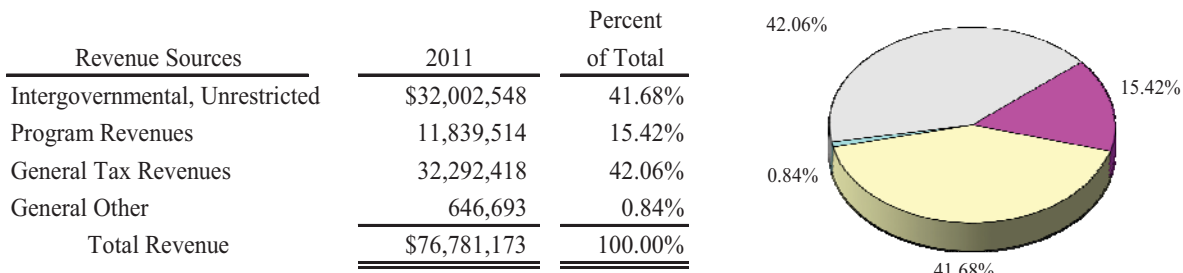 Percent
Revenue Sources 2011 of Total
Intergovernmental, Unrestricted $32,002,548 41.68%
Program Revenues 11,839,514 15.42%
General Tax Revenues 32,292,418 42.06%
General Other 646,693 0.84%
Total Revenue $76,781,173 100.00%
42.06%
15.42%
0.84%
41.68%